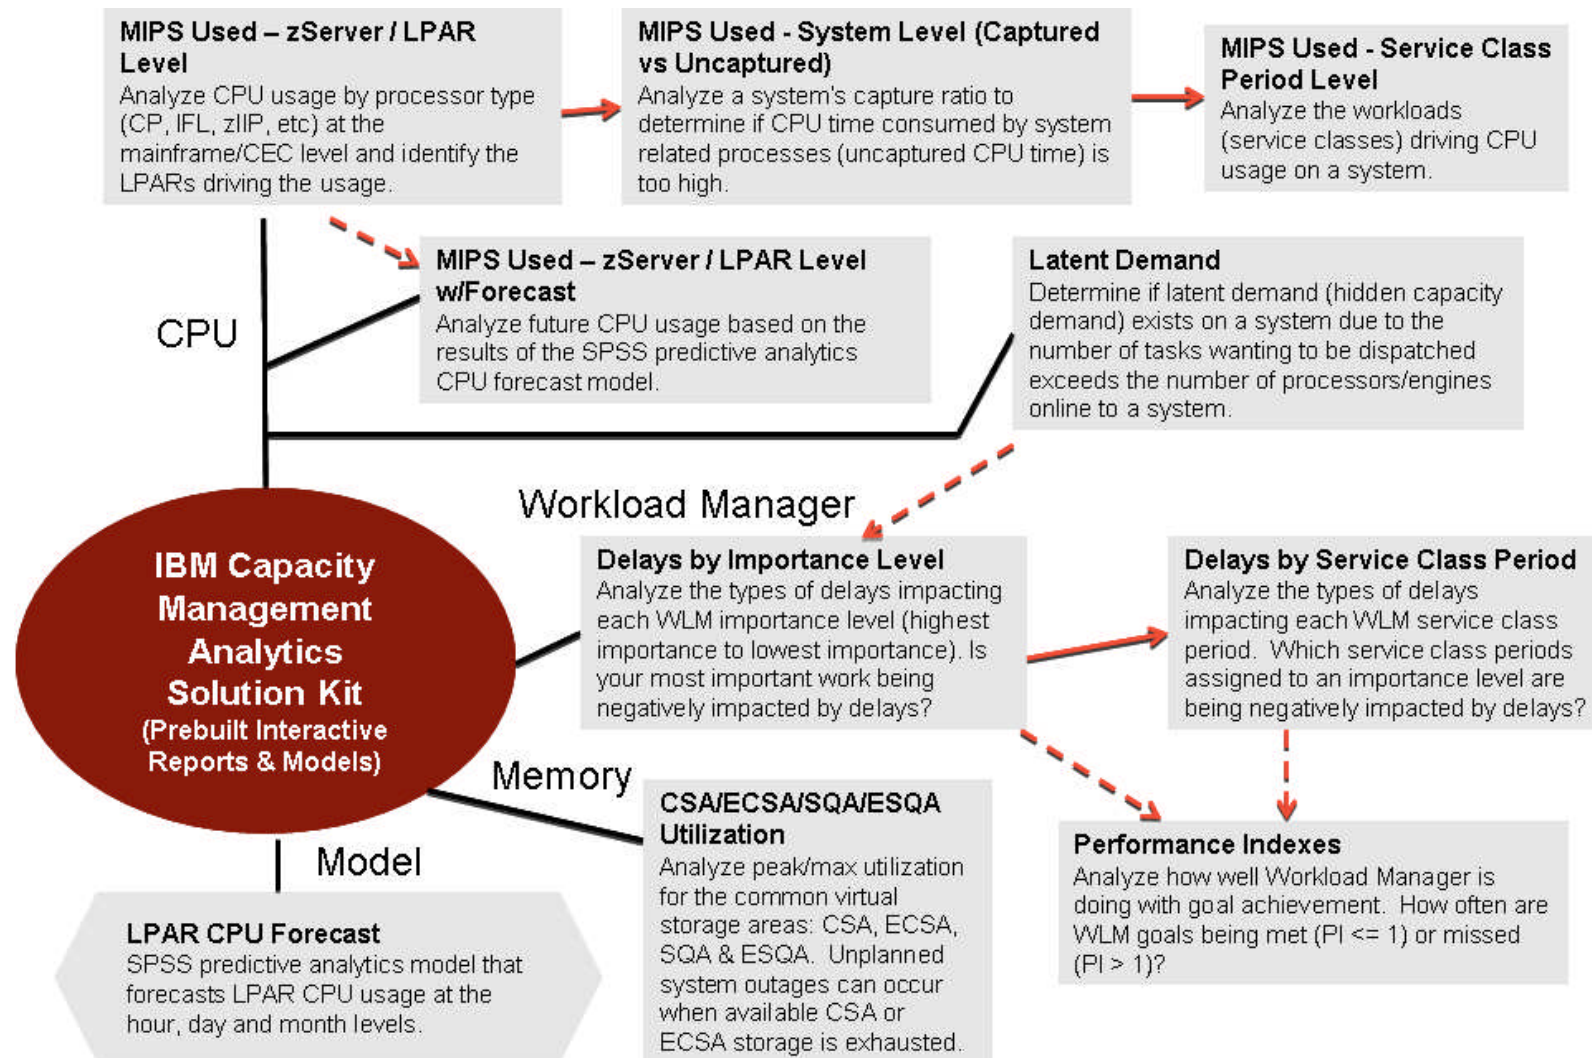 MIPS Used – zServer / LPAR
Level
Analyze CPU usage by processor type
(CP, IFL, zIIP, etc) at the
mainframe/CEC level and identify the
LPARs driving the usage.
MIPS Used - System Level (Captured
vs Uncaptured)
Analyze a system's capture ratio to
determine if CPU time consumed by system
related processes (uncaptured CPU time) is
too high.
MIPS Used - Service Class
Period Level
Analyze the workloads
(service classes) driving CPU
usage on a system.
CPU
MIPS Used – zServer / LPAR Level
w/Forecast
Analyze future CPU usage based on the
results of the SPSS predictive analytics
CPU forecast model.
Latent Demand
Determine if latent demand (hidden capacity
demand) exists on a system due to the
number of tasks wanting to be dispatched
exceeds the number of processors/engines
online to a system.
IBM Capacity
Management
Analytics
Solution Kit
(Prebuilt Interactive
Reports & Models)
Workload Manager
Delays by Importance Level
Analyze the types of delays impacting
each WLM importance level (highest
importance to lowest importance). Is
your most important work being
negatively impacted by delays?
Delays by Service Class Period
Analyze the types of delays
impacting each WLM service class
period.  Which service class periods
assigned to an importance level are
being negatively impacted by delays?
Memory
CSA/ECSA/SQA/ESQA
Utilization
Analyze peak/max utilization
for the common virtual
storage areas: CSA, ECSA,
SQA & ESQA.  Unplanned
system outages can occur
when available CSA or
ECSA storage is exhausted.
Performance Indexes
Analyze how well Workload Manager is
doing with goal achievement.  How often are
WLM goals being met (PI <= 1) or missed
(PI > 1)?
Model
LPAR CPU Forecast
SPSS predictive analytics model that
forecasts LPAR CPU usage at the
hour, day and month levels.